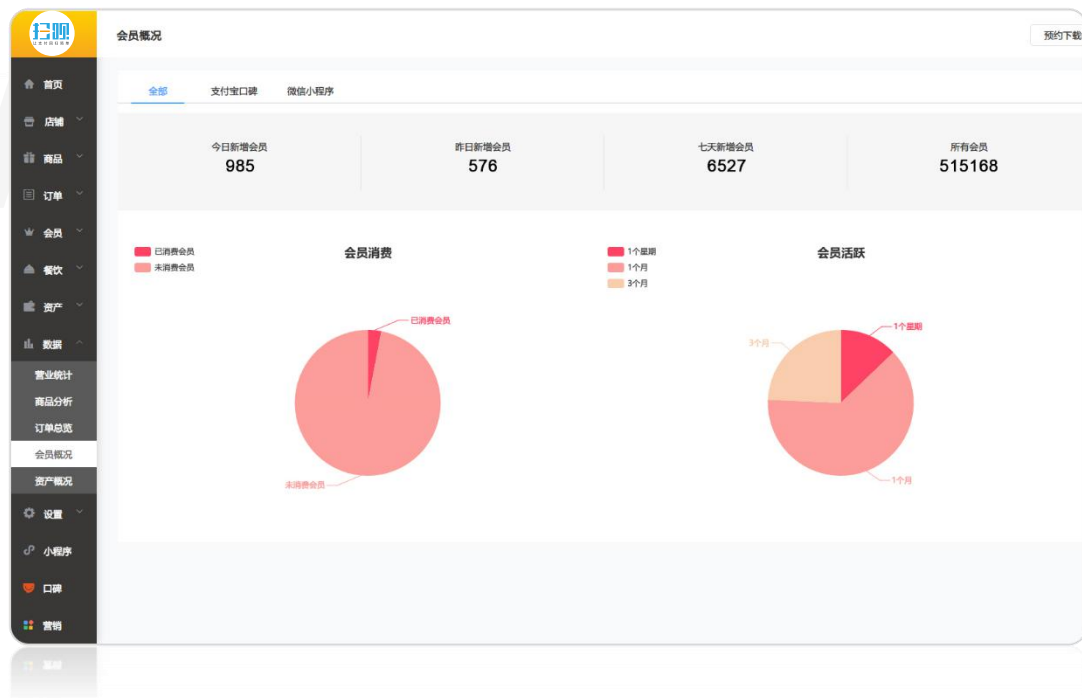 扫呗
会员概况
预约下载
首页
店铺
商品
订单
会员
餐饮
资产
数据
营业统计
商品分析
订单总览
会员概况
资产概况
设置
小程序
口碑
营销
全部 支付宝口碑 微信小程序
今日新增会员 昨日新增会员 七天新增会员 所有会员
985 576 6527 515168
会员消费
已消费会员
未消费会员
已消费会员
未消费会员
会员活跃
1个星期
1个月
3个月
1个星期
3个月
1个月